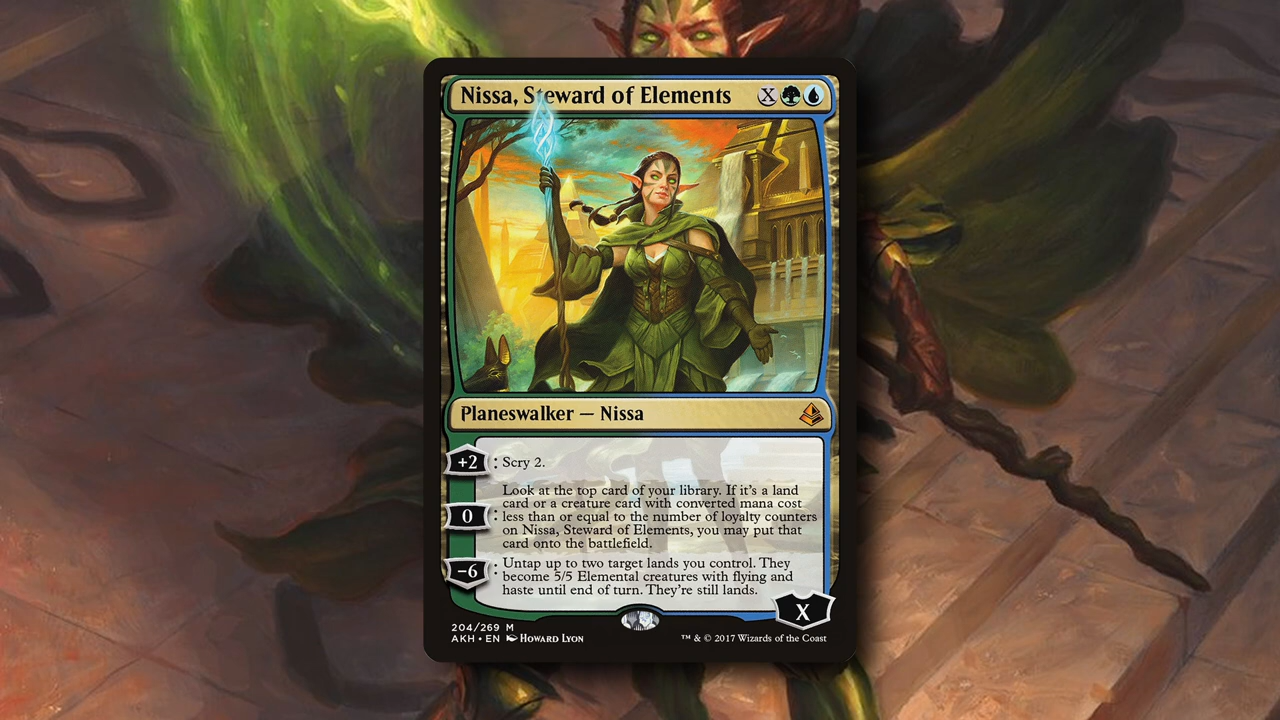 Nissa, Steward of Elements X
Planeswalker — Nissa
+2 : Scry 2.
Look at the top card of your library. If it's a land
card or a creature card with converted mana cost
0 : less than or equal to the number of loyalty counters
on Nissa, Steward of Elements, you may put that
card onto the battlefield.
−6 : Untap up to two target lands you control. They
become 5/5 Elemental creatures with flying and
haste until end of turn. They're still lands.
X
204/269 M
AKH • EN Howard Lyon
™ & © 2017 Wizards of the Coast